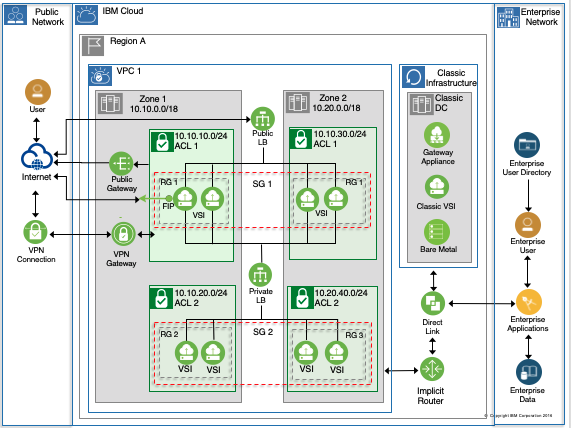 Public
Network
IBM Cloud
Enterprise
Network
Region A
VPC 1
Classic
Infrastructure
Zone 1
10.10.0.0/18
Zone 2
10.20.0.0/18
Classic
DC
User
Public
LB
10.10.10.0/24
ACL 1
10.10.30.0/24
ACL 1
Gateway
Appliance
Internet
Public
Gateway
RG 1
SG 1
RG 1
Enterprise
User Directory
FIP
VSI
VSI
Classic VSI
VPN
Connection
VPN
Gateway
Bare Metal
Enterprise
User
Private
LB
10.10.20.0/24
ACL 2
10.20.40.0/24
ACL 2
Direct
Link
Enterprise
Applications
RG 2
SG 2
RG 3
VSI
VSI
VSI
VSI
Implicit
Router
Enterprise
Data
© Copyright IBM Corporation 2019